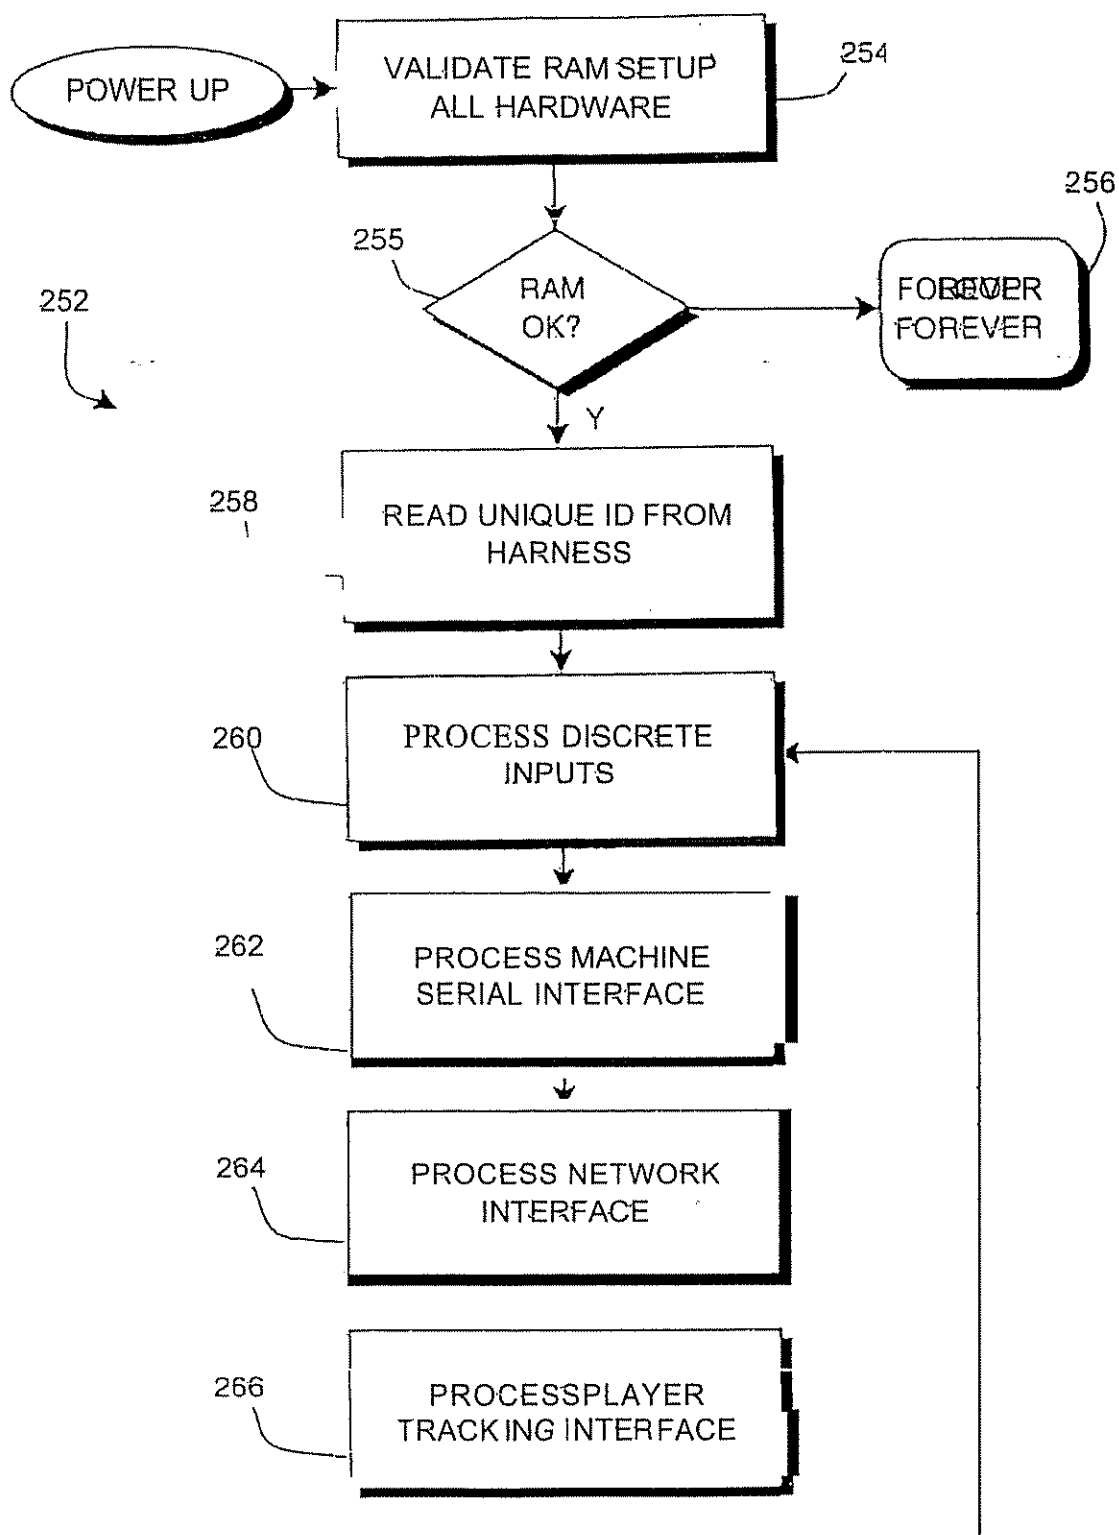 POWER UP
VALIDATE RAM SETUP
ALL HARDWARE
254
255
RAM
OK?
256
FOREVER
252
Y
258
READ UNIQUE ID FROM
HARNESS
260
PROCESS DISCRETE
INPUTS
262
PROCESS MACHINE
SERIAL INTERFACE
264
PROCESS NETWORK
INTERFACE
266
PROCESSPLAYER
TRACKING INTERFACE